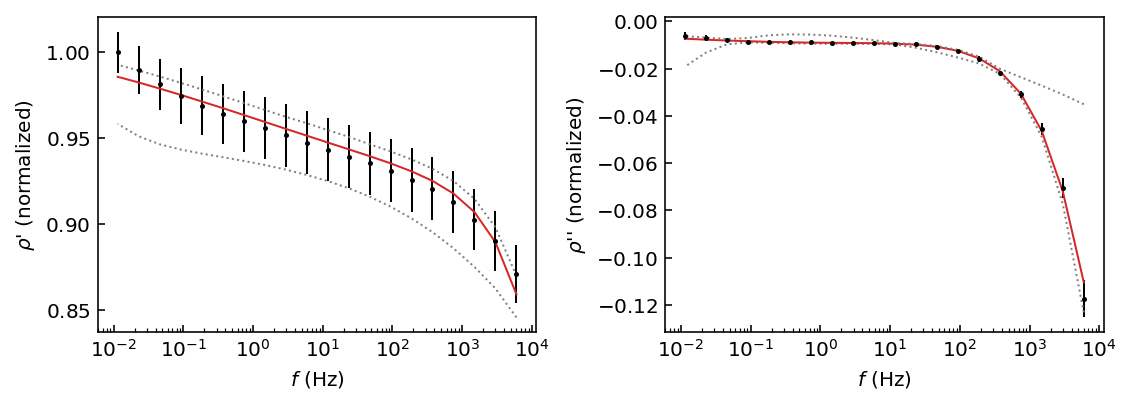 ρ' (normalized)
1.00
0.95
0.90
0.85
10⁻² 10⁻¹ 10⁰ 10¹ 10² 10³ 10⁴
f (Hz)
ρ'' (normalized)
0.00
−0.02
−0.04
−0.06
−0.08
−0.10
−0.12
10⁻² 10⁻¹ 10⁰ 10¹ 10² 10³ 10⁴
f (Hz)